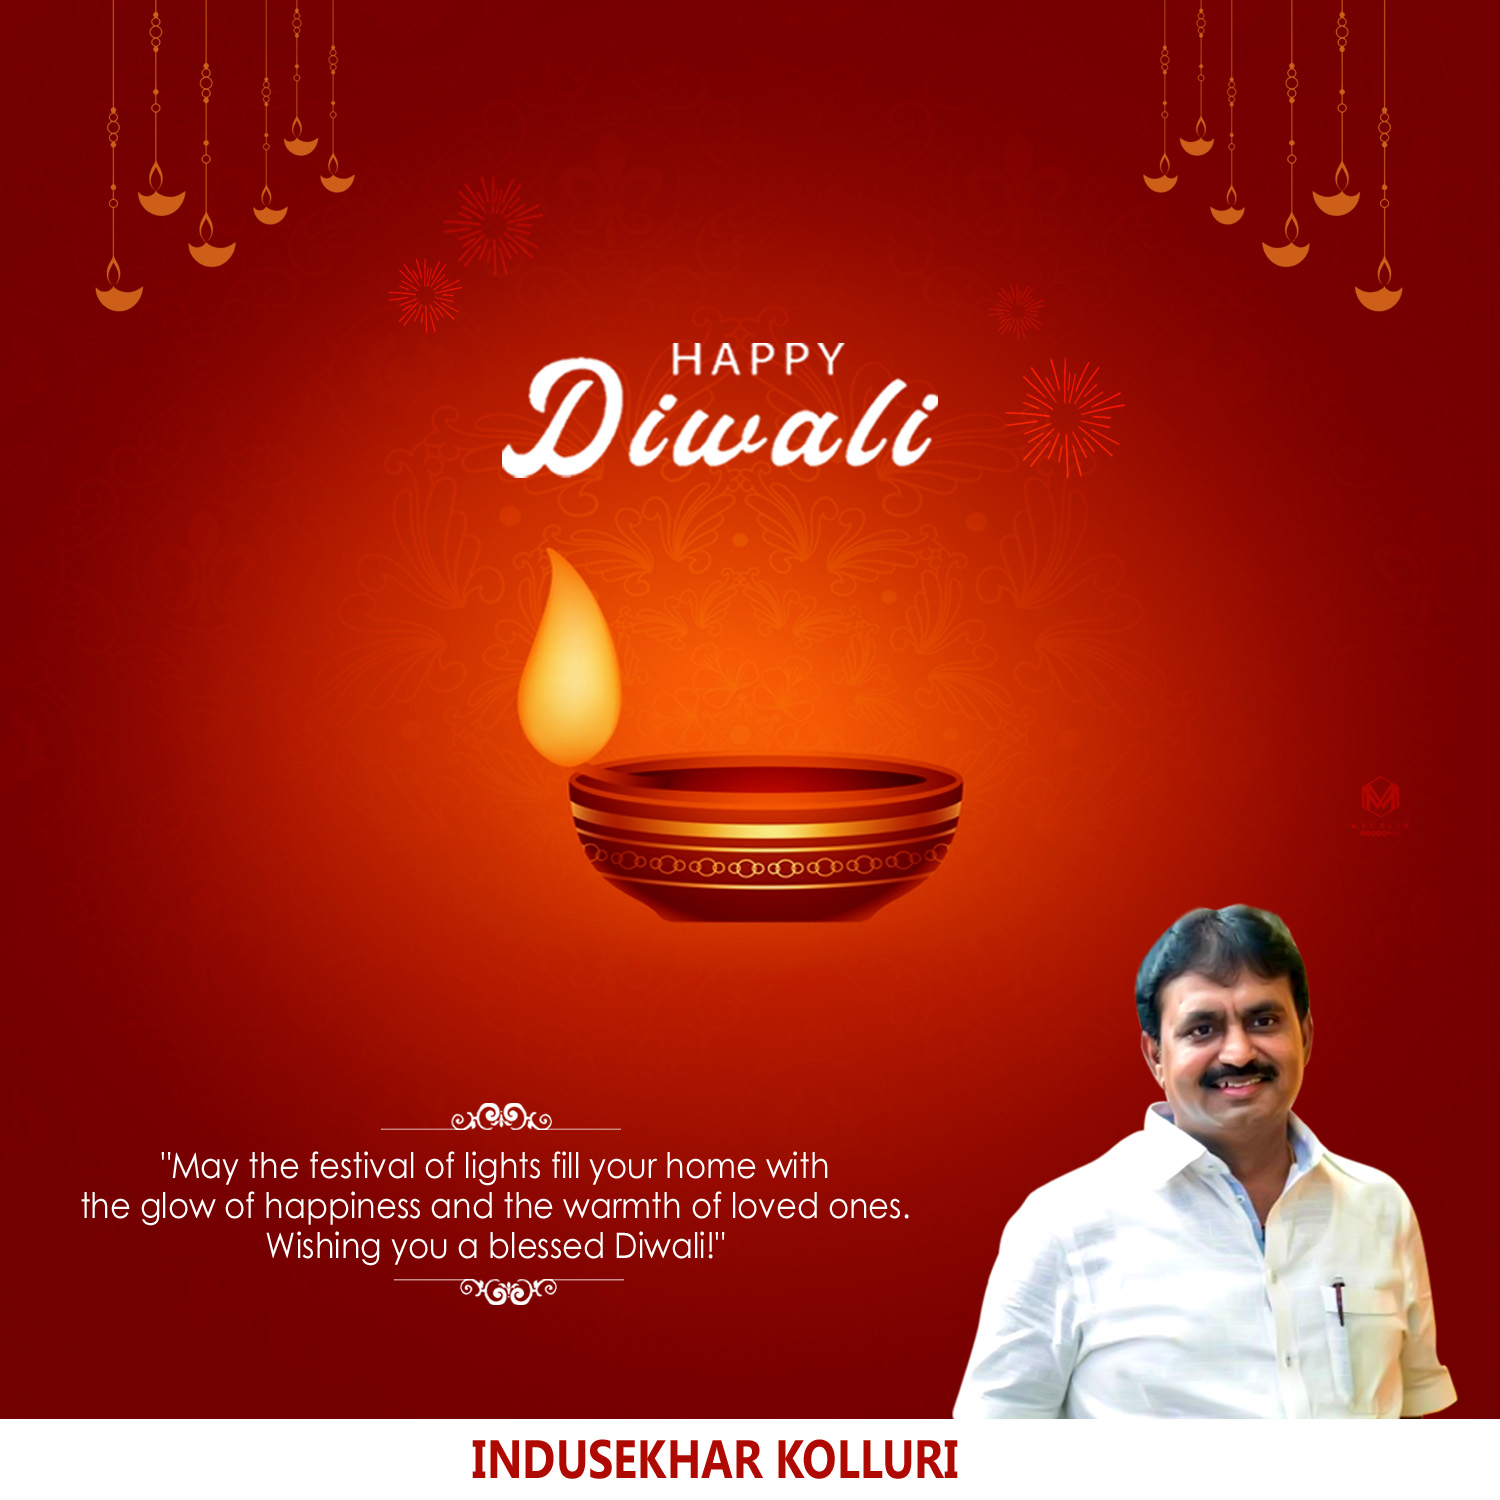 HAPPY
Diwali
"May the festival of lights fill your home with
the glow of happiness and the warmth of loved ones.
Wishing you a blessed Diwali!"
INDUSEKHAR KOLLURI